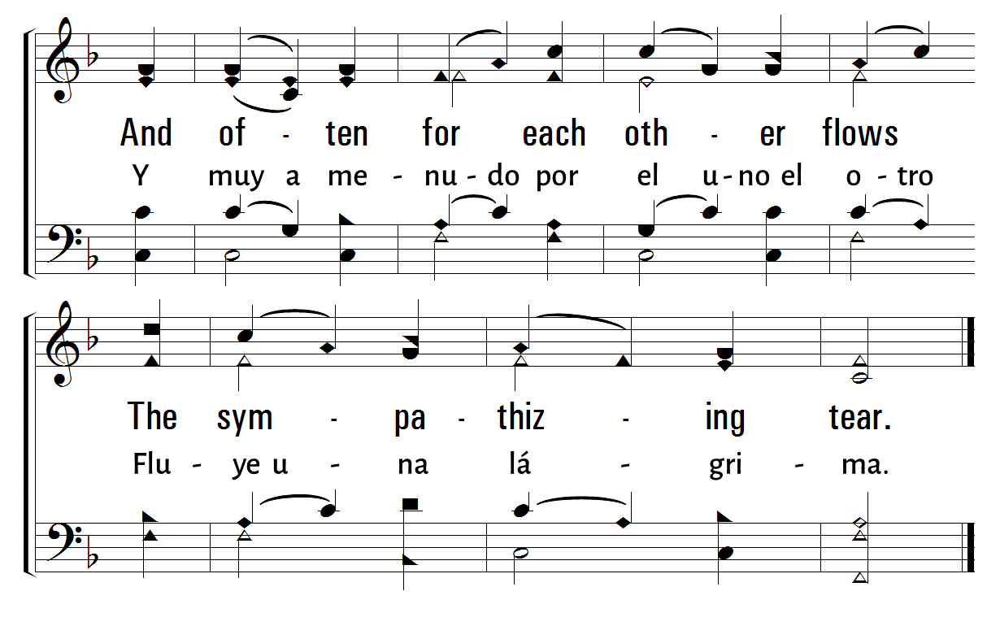 And of - ten for each oth - er flows
Y muy a me - nu - do por el u - no el o - tro
The sym - pa - thiz - ing tear.
Flu - ye u - na lá - gri - ma.